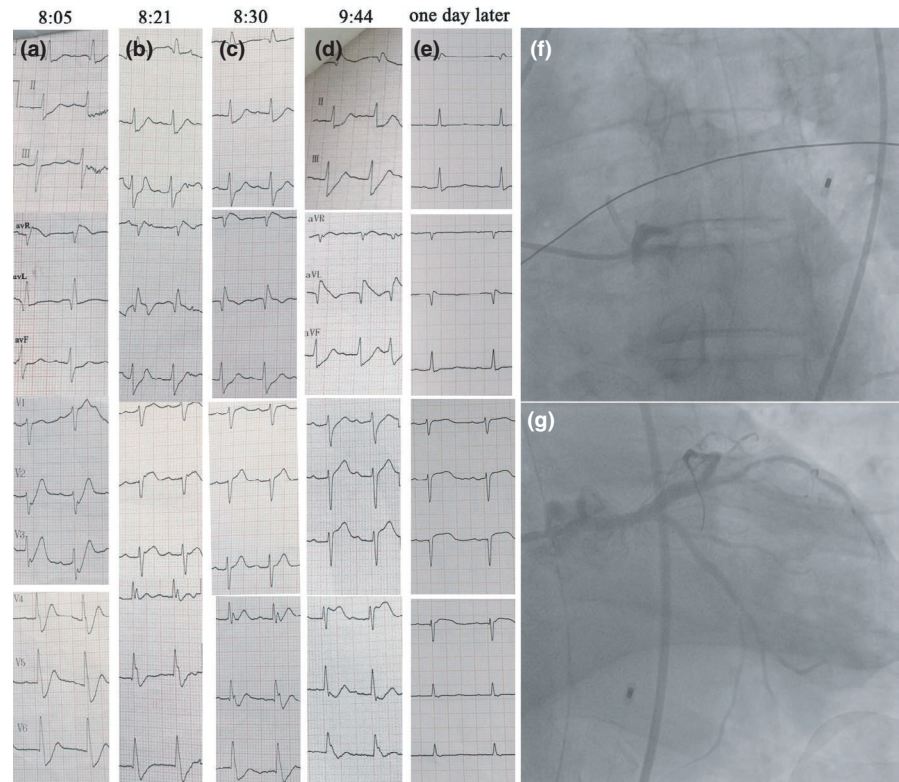 8:05 8:21 8:30 9:44 one day later
(a) (b) (c) (d) (e) (f)
II
II
III
III
avR
aVR
avL
aVL
avF
aVF
V1
(g)
V2
V3
V4
V5
V6